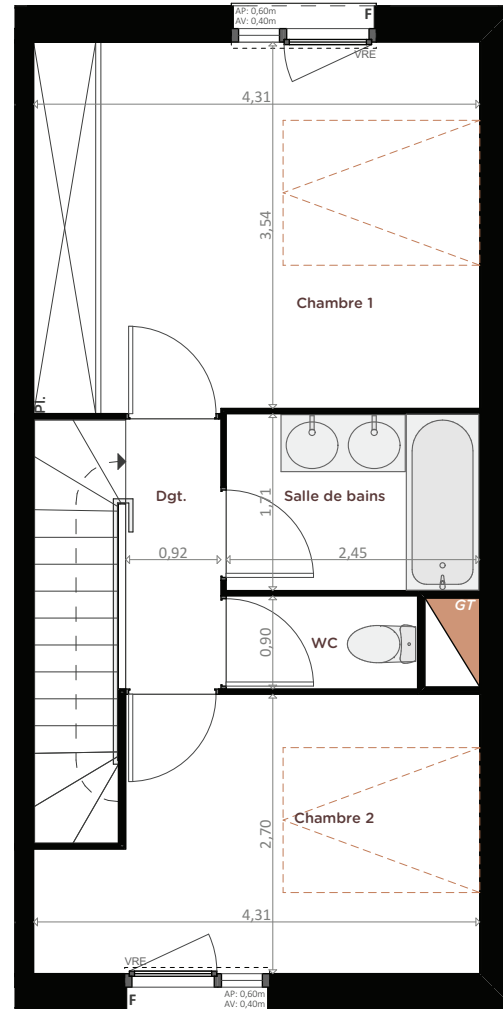 AP: 0,60m
AV: 0,40m
F
VRE
4,31
3,54
Chambre 1
Pl.
Dgt.
Salle de bains
1,71
0,92
2,45
GT
WC
0,90
Chambre 2
2,70
4,31
VRE
F
AP: 0,60m
AV: 0,40m